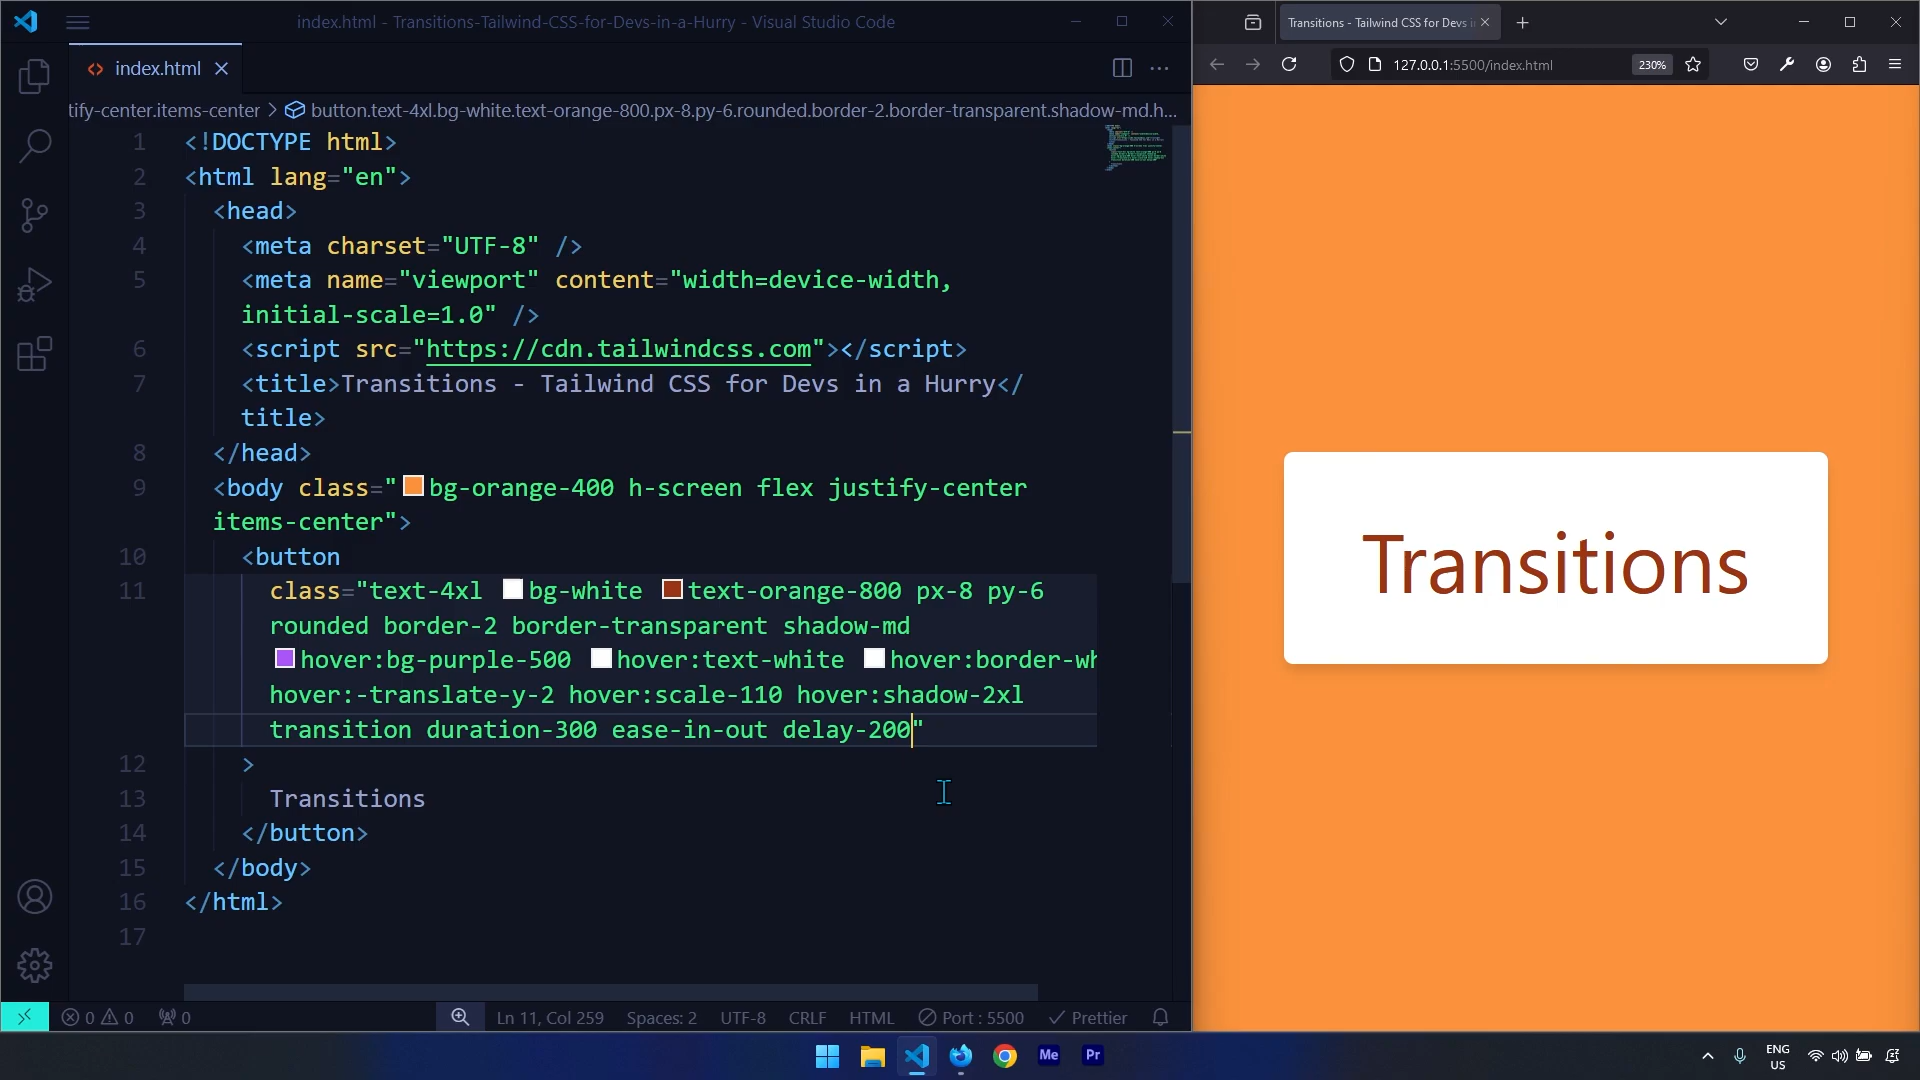 index.html - Transitions-Tailwind-CSS-for-Devs-in-a-Hurry - Visual Studio Code
index.html
tify-center.items-center > button.text-4xl.bg-white.text-orange-800.px-8.py-6.rounded.border-2.border-transparent.shadow-md.h...
1 <!DOCTYPE html>
2 <html lang="en">
3 <head>
4 <meta charset="UTF-8" />
5 <meta name="viewport" content="width=device-width,
initial-scale=1.0" />
6 <script src="https://cdn.tailwindcss.com"></script>
7 <title>Transitions - Tailwind CSS for Devs in a Hurry</
title>
8 </head>
9 <body class="bg-orange-400 h-screen flex justify-center
items-center">
10 <button
11 class="text-4xl bg-white text-orange-800 px-8 py-6
rounded border-2 border-transparent shadow-md
hover:bg-purple-500 hover:text-white hover:border-wh
hover:-translate-y-2 hover:scale-110 hover:shadow-2xl
transition duration-300 ease-in-out delay-200"
12 >
13 Transitions
14 </button>
15 </body>
16 </html>
17
0 0 0
Ln 11, Col 259 Spaces: 2 UTF-8 CRLF HTML Port : 5500 Prettier
Transitions - Tailwind CSS for Devs i
127.0.0.1:5500/index.html 230%
Transitions
Me Pr
ENG
US